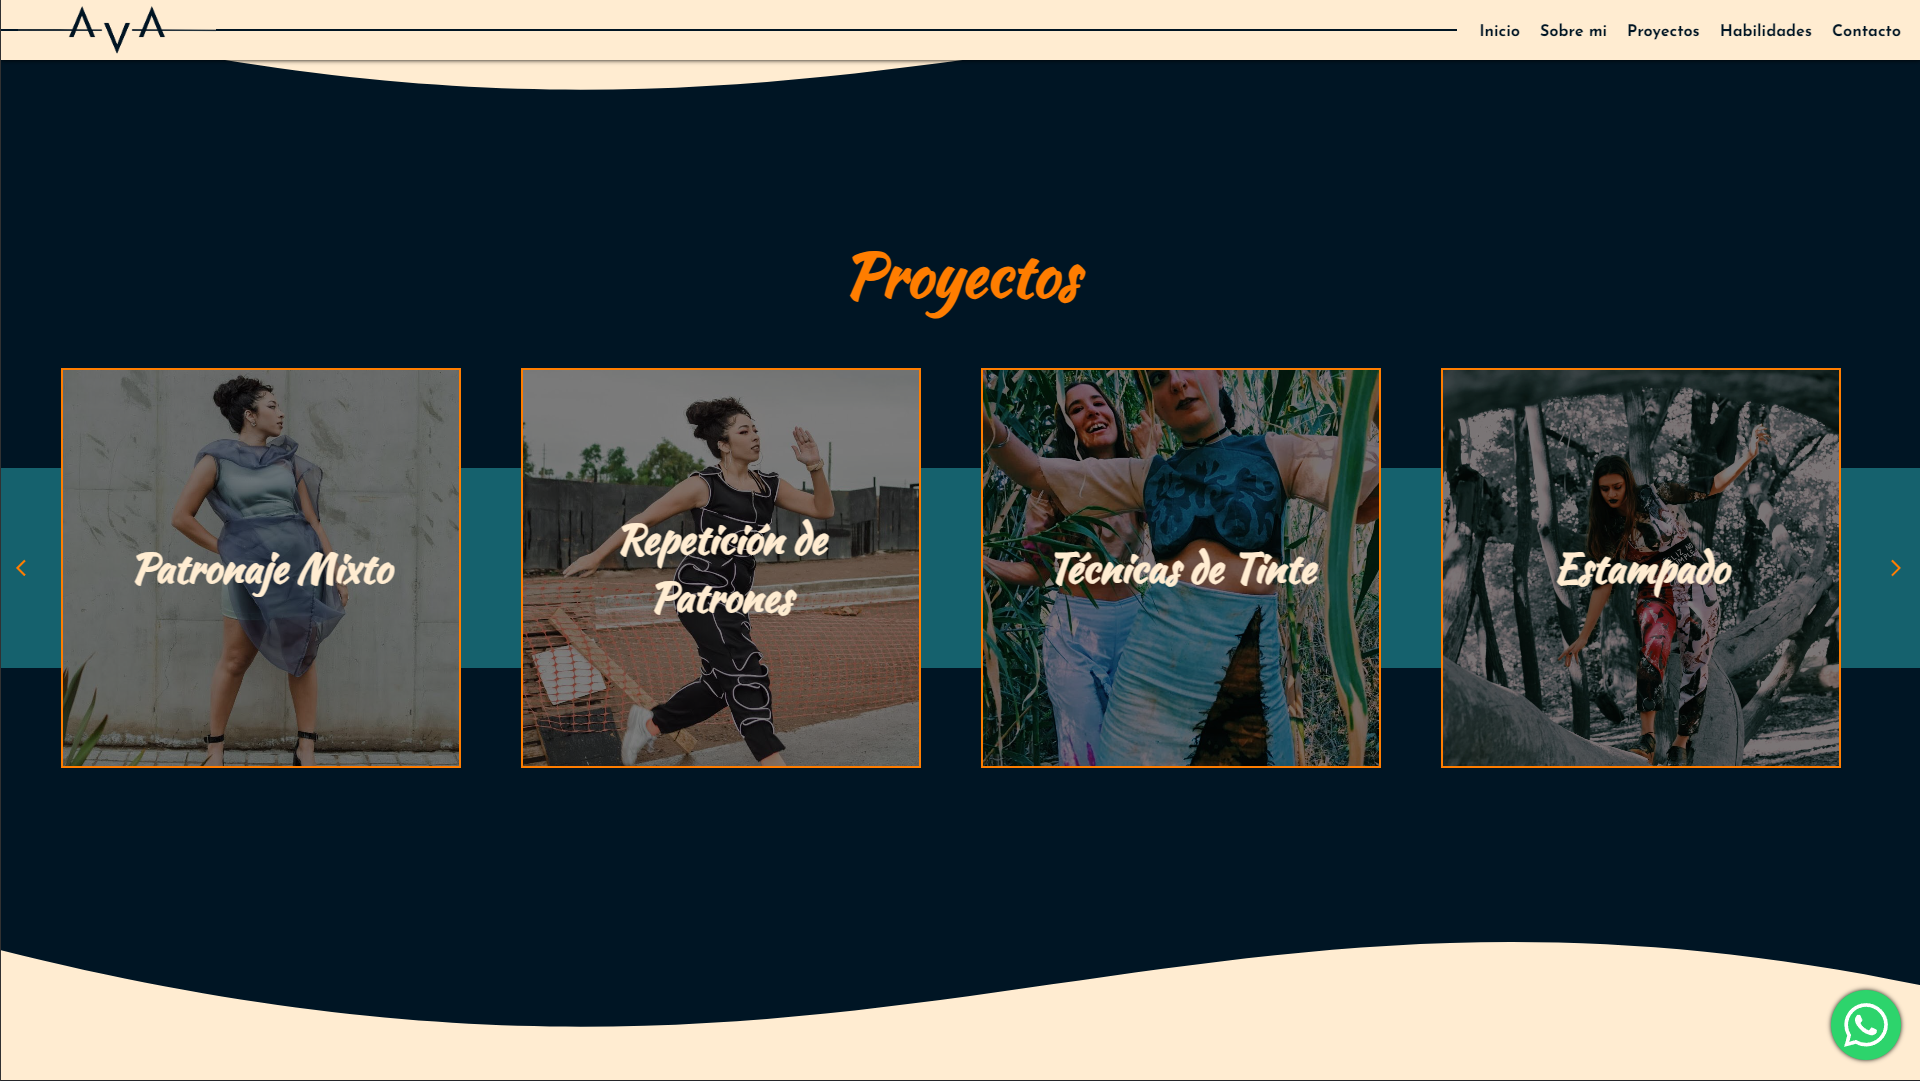 AVA
Inicio Sobre mi Proyectos Habilidades Contacto
Proyectos
Patronaje Mixto
Repetición de
Patrones
Técnicas de Tinte
Estampado